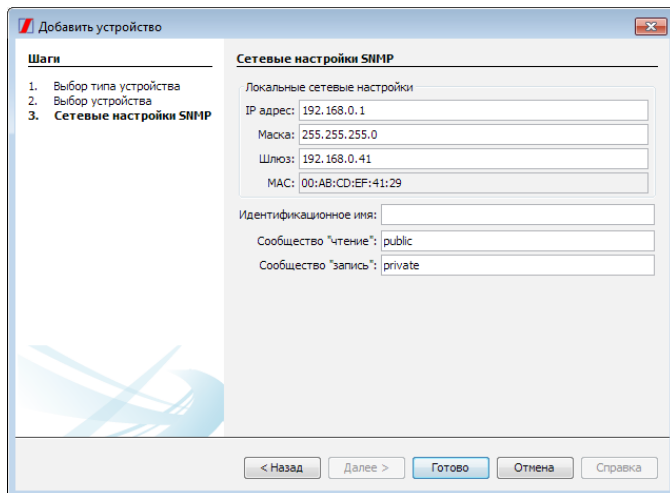 Добавить устройство
Шаги
1. Выбор типа устройства
2. Выбор устройства
3. Сетевые настройки SNMP
Сетевые настройки SNMP
Локальные сетевые настройки
IP адрес: 192.168.0.1
Маска: 255.255.255.0
Шлюз: 192.168.0.41
MAC: 00:AB:CD:EF:41:29
Идентификационное имя:
Сообщество "чтение": public
Сообщество "запись": private
< Назад Далее > Готово Отмена Справка